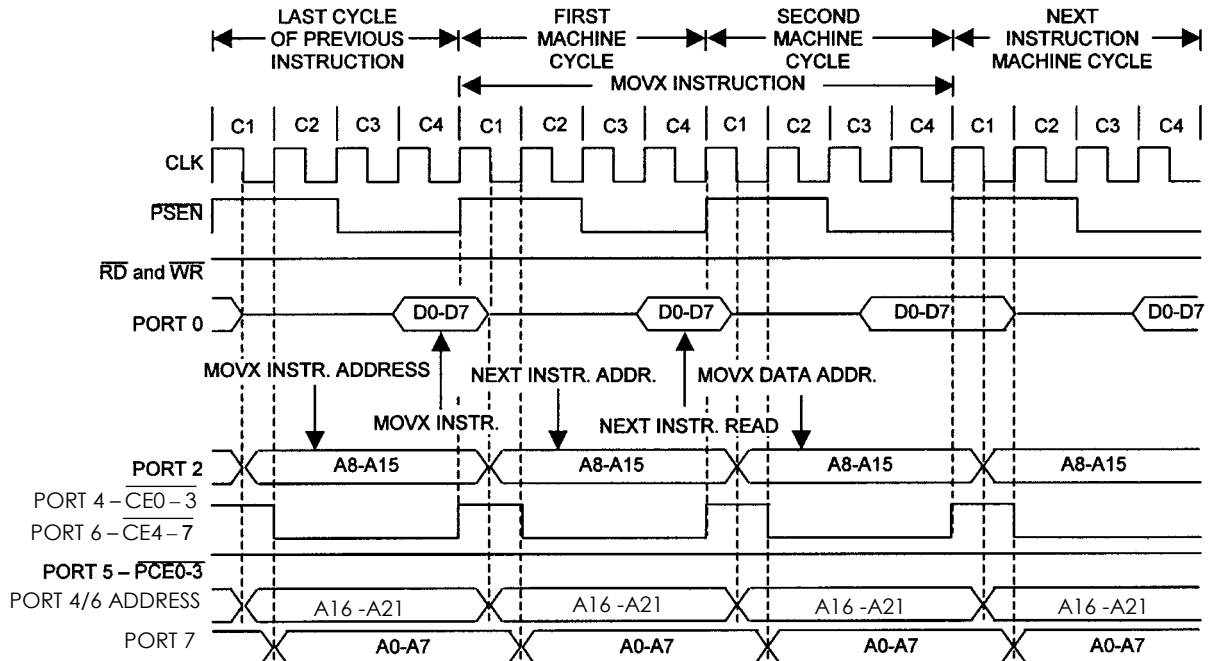 LAST CYCLE OF PREVIOUS INSTRUCTION
FIRST MACHINE CYCLE
SECOND MACHINE CYCLE
NEXT INSTRUCTION MACHINE CYCLE
MOVX INSTRUCTION
C1 C2 C3 C4 C1 C2 C3 C4 C1 C2 C3 C4 C1 C2 C3 C4
CLK
PSEN
RD and WR
PORT 0 D0-D7 D0-D7 D0-D7 D0-D7
MOVX INSTR. ADDRESS NEXT INSTR. ADDR. MOVX DATA ADDR.
MOVX INSTR. NEXT INSTR. READ
PORT 2 A8-A15 A8-A15 A8-A15 A8-A15
PORT 4 – CE0 – 3
PORT 6 – CE4 – 7
PORT 5 – PCE0-3
PORT 4/6 ADDRESS A16 -A21 A16 -A21 A16 -A21 A16 -A21
PORT 7 A0-A7 A0-A7 A0-A7 A0-A7